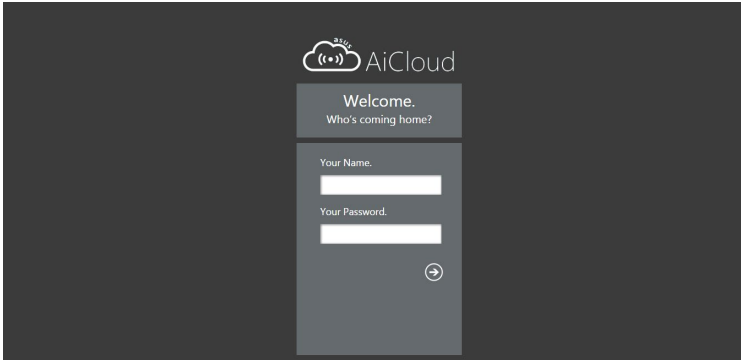 asus
AiCloud
Welcome.
Who's coming home?
Your Name.
Your Password.